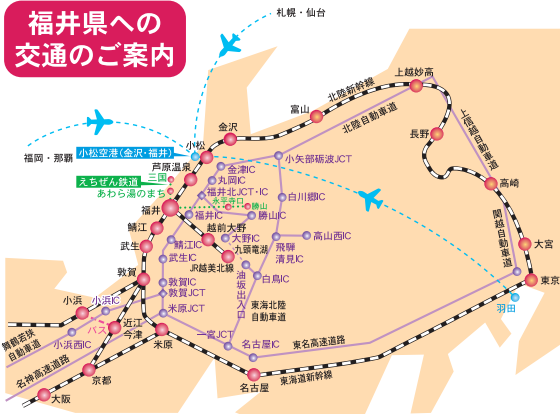 福井県への
交通のご案内
札幌・仙台
福岡・那覇
小松空港(金沢・福井)
小松
金沢
富山
北陸新幹線
北陸自動車道
上越妙高
長野
上信越自動車道
高崎
関越自動車道
大宮
東京
羽田
芦原温泉
えちぜん鉄道
三国
あわら湯のまち
福井
鯖江
武生
敦賀
金津IC
丸岡IC
福井北JCT・IC
永平寺口
勝山
福井IC
勝山IC
越前大野
大野IC
九頭竜湖
JR越美北線
鯖江IC
武生IC
敦賀IC
敦賀JCT
米原JCT
油坂出入口
白鳥IC
東海北陸
自動車道
小矢部砺波JCT
白川郷IC
飛騨
清見IC
高山西IC
一宮JCT
名古屋IC
東名高速道路
東海道新幹線
名古屋
米原
小浜
小浜IC
バス
近江
今津
小浜西IC
舞鶴若狭
自動車道
名神高速道路
京都
大阪